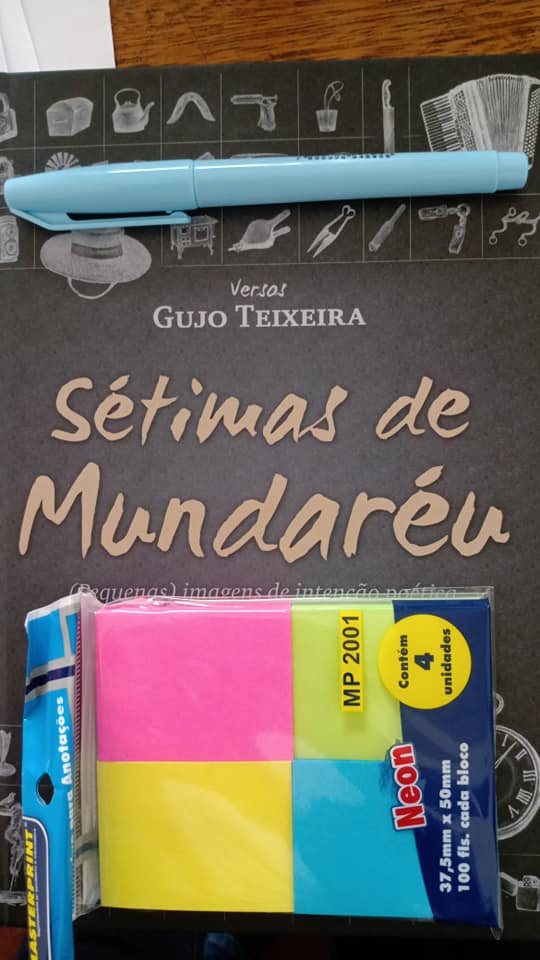 Versos
GUJO TEIXEIRA
Sétimas de
Mundaréu
(Pequenas) imagens de intenção poética
MP 2001
Contém
4
unidades
Neon
37,5mm x 50mm
100 fls. cada bloco
Anotações
MASTERPRINT